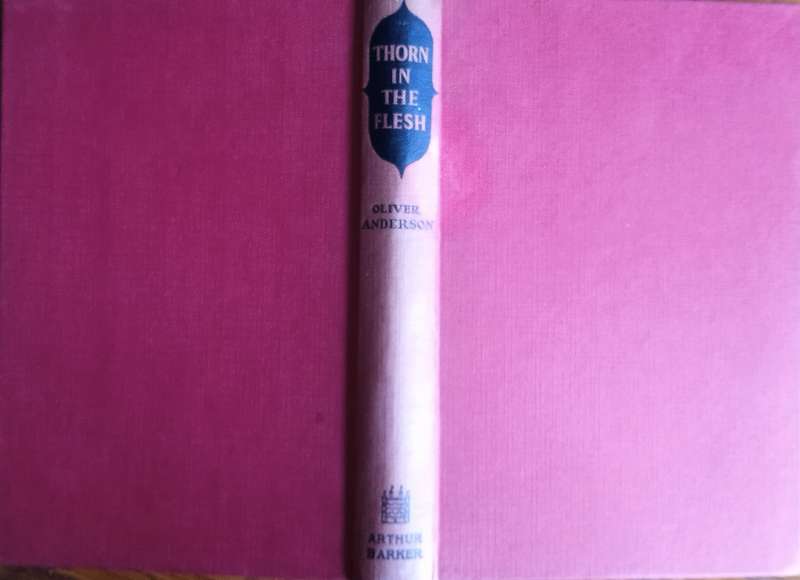 THORN
IN
THE
FLESH
OLIVER
ANDERSON
ARTHUR
BARKER